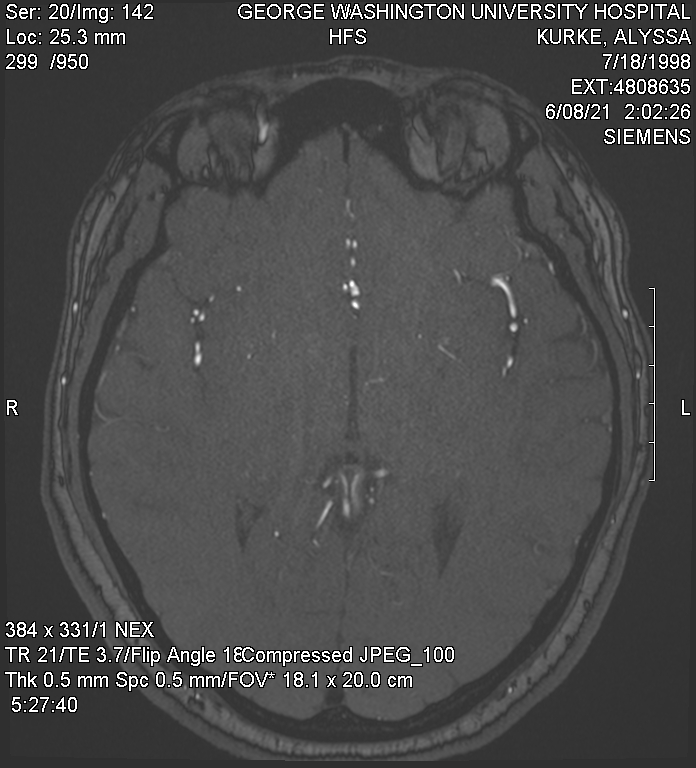 Ser: 20/Img: 142
Loc: 25.3 mm
299 /950
HFS
GEORGE WASHINGTON UNIVERSITY HOSPITAL
KURKE, ALYSSA
7/18/1998
EXT:4808635
6/08/21 2:02:26
SIEMENS
R
L
384 x 331/1 NEX
TR 21/TE 3.7/Flip Angle 18Compressed JPEG_100
Thk 0.5 mm Spc 0.5 mm/FOV* 18.1 x 20.0 cm
5:27:40